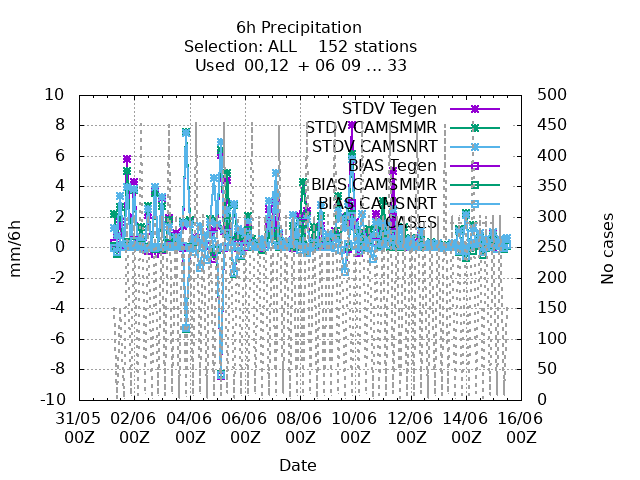 6h Precipitation
Selection: ALL 152 stations
Used 00,12 + 06 09 ... 33
10 500
STDV Tegen
8 450
STDV CAMSMMR
6 400
STDV CAMSNRT
BIAS Tegen
4 350
BIAS CAMSMMR
BIAS CAMSNRT
2 300
CASES
0 250
-2 200
-4 150
-6 100
-8 50
-10 0
mm/6h
No cases
31/05 02/06 04/06 06/06 08/06 10/06 12/06 14/06 16/06
00Z 00Z 00Z 00Z 00Z 00Z 00Z 00Z 00Z
Date